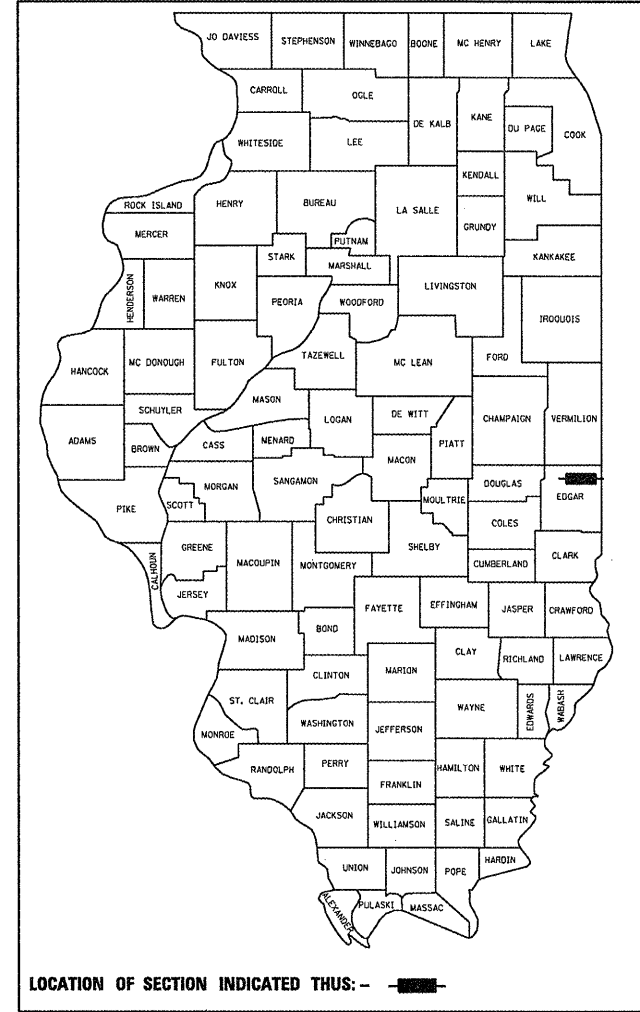 JO DAVIESS STEPHENSON WINNEBAGO BOONE MC HENRY LAKE
CARROLL OGLE DE KALB KANE DU PAGE COOK
WHITESIDE LEE
KENDALL WILL
ROCK ISLAND HENRY BUREAU LA SALLE
MERCER PUTNAM GRUNDY
STARK MARSHALL KANKAKEE
HENDERSON WARREN KNOX PEORIA WOODFORD LIVINGSTON IROQUOIS
HANCOCK MC DONOUGH FULTON TAZEWELL MC LEAN FORD
MASON
SCHUYLER LOGAN DE WITT CHAMPAIGN VERMILION
ADAMS BROWN CASS MENARD PIATT
MACON
MORGAN SANGAMON DOUGLAS
PIKE SCOTT CHRISTIAN MOULTRIE EDGAR
COLES
GREENE MACOUPIN MONTGOMERY SHELBY CLARK
CALHOUN CUMBERLAND
JERSEY FAYETTE EFFINGHAM JASPER CRAWFORD
MADISON BOND
CLAY RICHLAND LAWRENCE
CLINTON MARION
ST. CLAIR WAYNE EDWARDS WABASH
WASHINGTON JEFFERSON
MONROE
RANDOLPH PERRY HAMILTON WHITE
FRANKLIN
JACKSON WILLIAMSON SALINE GALLATIN
UNION JOHNSON POPE HARDIN
ALEXANDER PULASKI MASSAC
LOCATION OF SECTION INDICATED THUS: -